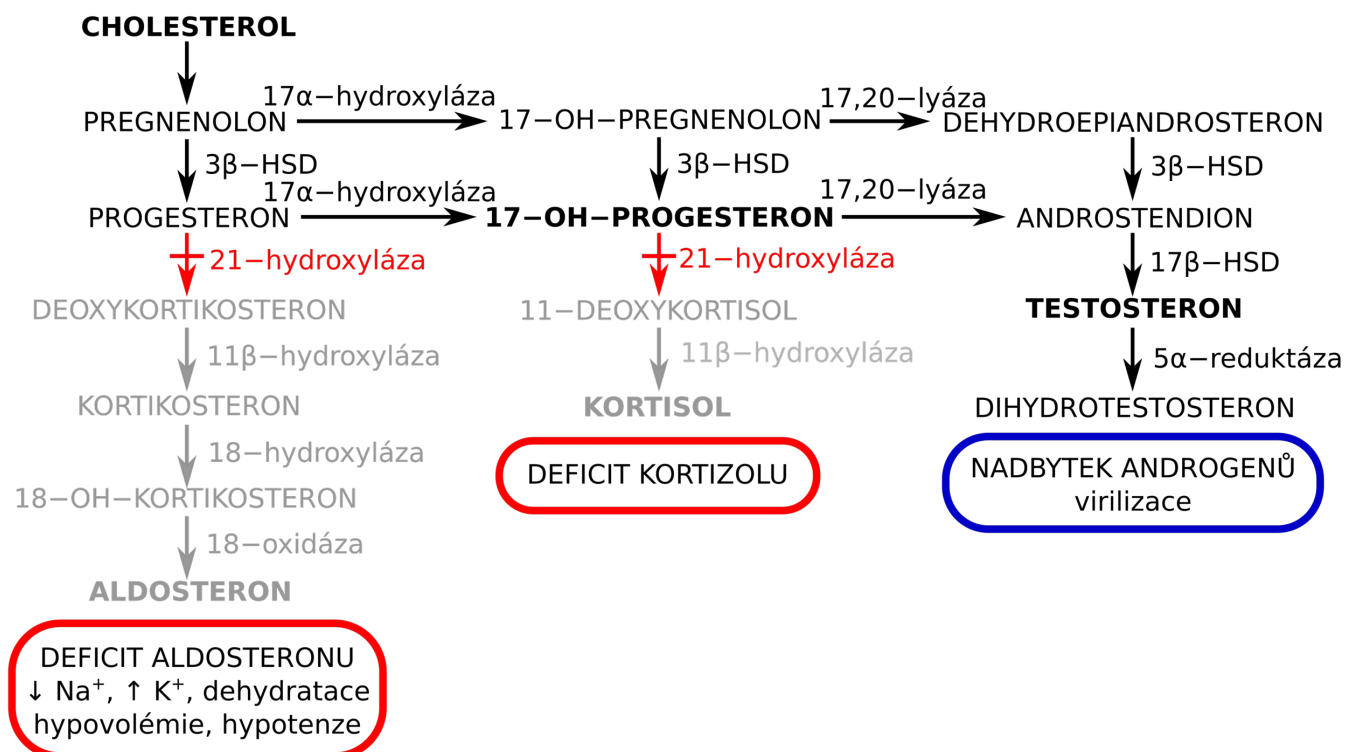 CHOLESTEROL
17α−hydroxyláza
17,20−lyáza
PREGNENOLON
17−OH−PREGNENOLON
DEHYDROEPIANDROSTERON
3β−HSD
3β−HSD
3β−HSD
17α−hydroxyláza
17,20−lyáza
PROGESTERON
17−OH−PROGESTERON
ANDROSTENDION
21−hydroxyláza
21−hydroxyláza
17β−HSD
DEOXYKORTIKOSTERON
11−DEOXYKORTISOL
TESTOSTERON
11β−hydroxyláza
11β−hydroxyláza
5α−reduktáza
KORTIKOSTERON
KORTISOL
DIHYDROTESTOSTERON
18−hydroxyláza
DEFICIT KORTIZOLU
NADBYTEK ANDROGENŮ
virilizace
18−OH−KORTIKOSTERON
18−oxidáza
ALDOSTERON
DEFICIT ALDOSTERONU
↓ Na⁺, ↑ K⁺, dehydratace
hypovolémie, hypotenze